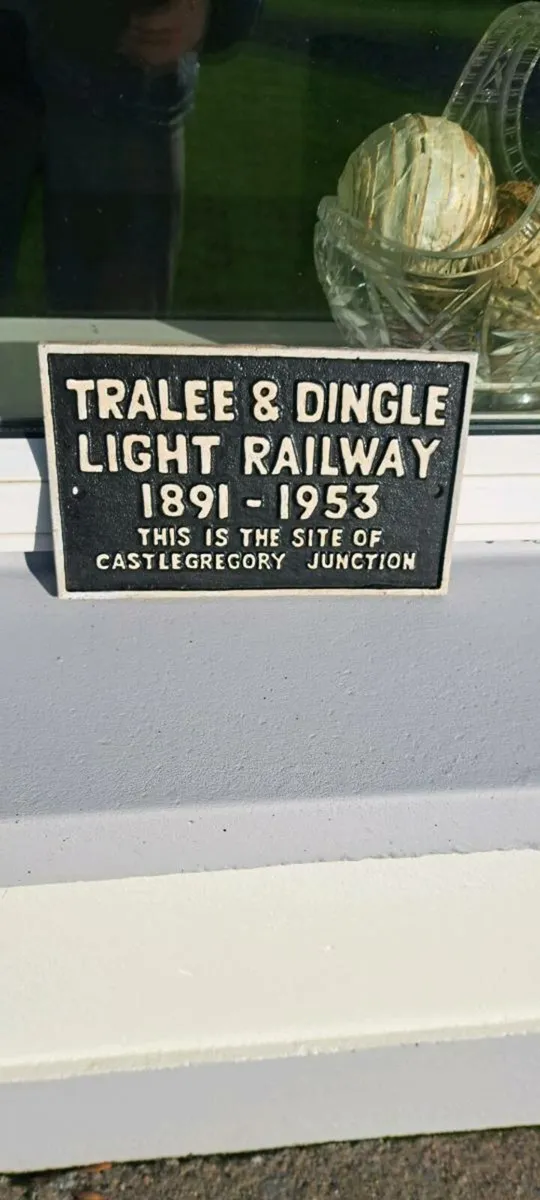 TRALEE & DINGLE
LIGHT RAILWAY
1891 - 1953
THIS IS THE SITE OF
CASTLEGREGORY JUNCTION